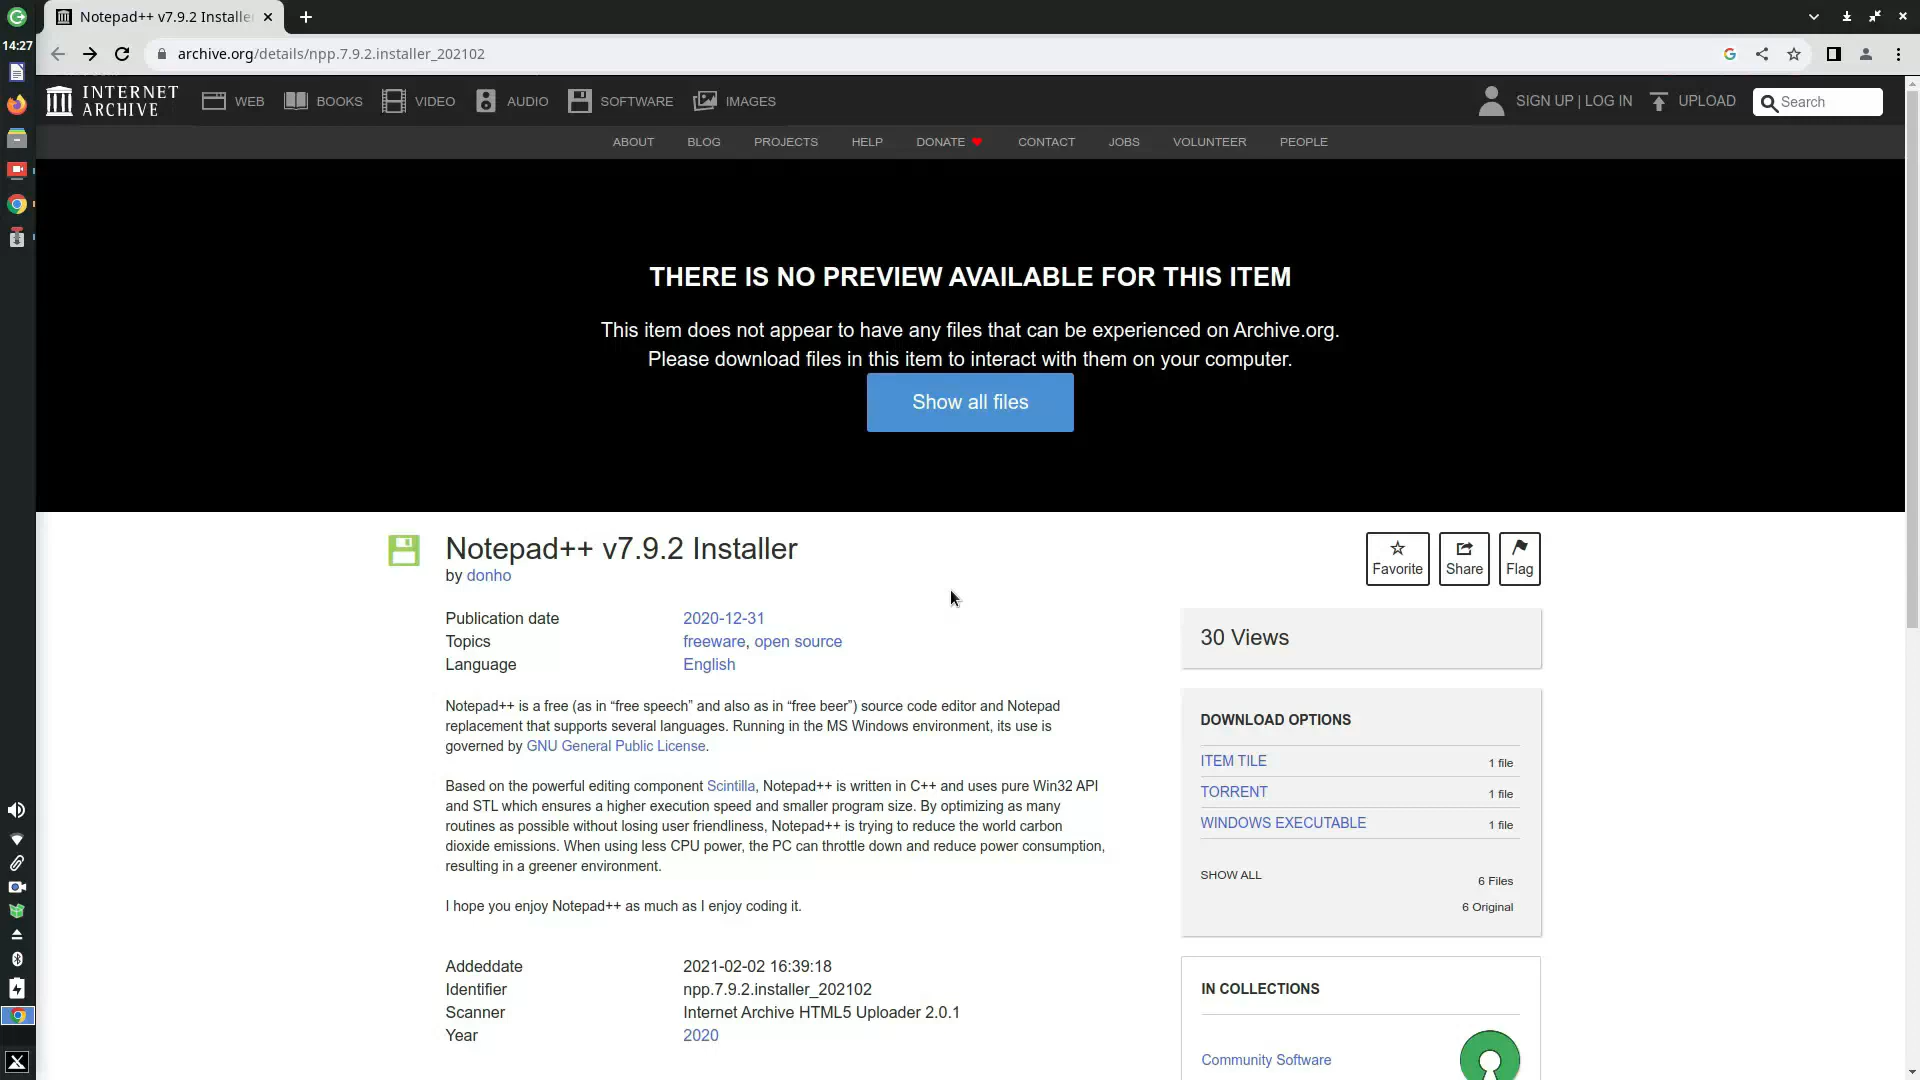 Notepad++ v7.9.2 Installe
14:27
archive.org/details/npp.7.9.2.installer_202102
INTERNET ARCHIVE
WEB BOOKS VIDEO AUDIO SOFTWARE IMAGES
SIGN UP | LOG IN UPLOAD Search
ABOUT BLOG PROJECTS HELP DONATE CONTACT JOBS VOLUNTEER PEOPLE
THERE IS NO PREVIEW AVAILABLE FOR THIS ITEM
This item does not appear to have any files that can be experienced on Archive.org.
Please download files in this item to interact with them on your computer.
Show all files
Notepad++ v7.9.2 Installer
by donho
Favorite Share Flag
Publication date 2020-12-31
Topics freeware, open source
Language English
Notepad++ is a free (as in “free speech” and also as in “free beer”) source code editor and Notepad
replacement that supports several languages. Running in the MS Windows environment, its use is
governed by GNU General Public License.
Based on the powerful editing component Scintilla, Notepad++ is written in C++ and uses pure Win32 API
and STL which ensures a higher execution speed and smaller program size. By optimizing as many
routines as possible without losing user friendliness, Notepad++ is trying to reduce the world carbon
dioxide emissions. When using less CPU power, the PC can throttle down and reduce power consumption,
resulting in a greener environment.
I hope you enjoy Notepad++ as much as I enjoy coding it.
Addeddate 2021-02-02 16:39:18
Identifier npp.7.9.2.installer_202102
Scanner Internet Archive HTML5 Uploader 2.0.1
Year 2020
30 Views
DOWNLOAD OPTIONS
ITEM TILE 1 file
TORRENT 1 file
WINDOWS EXECUTABLE 1 file
SHOW ALL 6 Files
6 Original
IN COLLECTIONS
Community Software